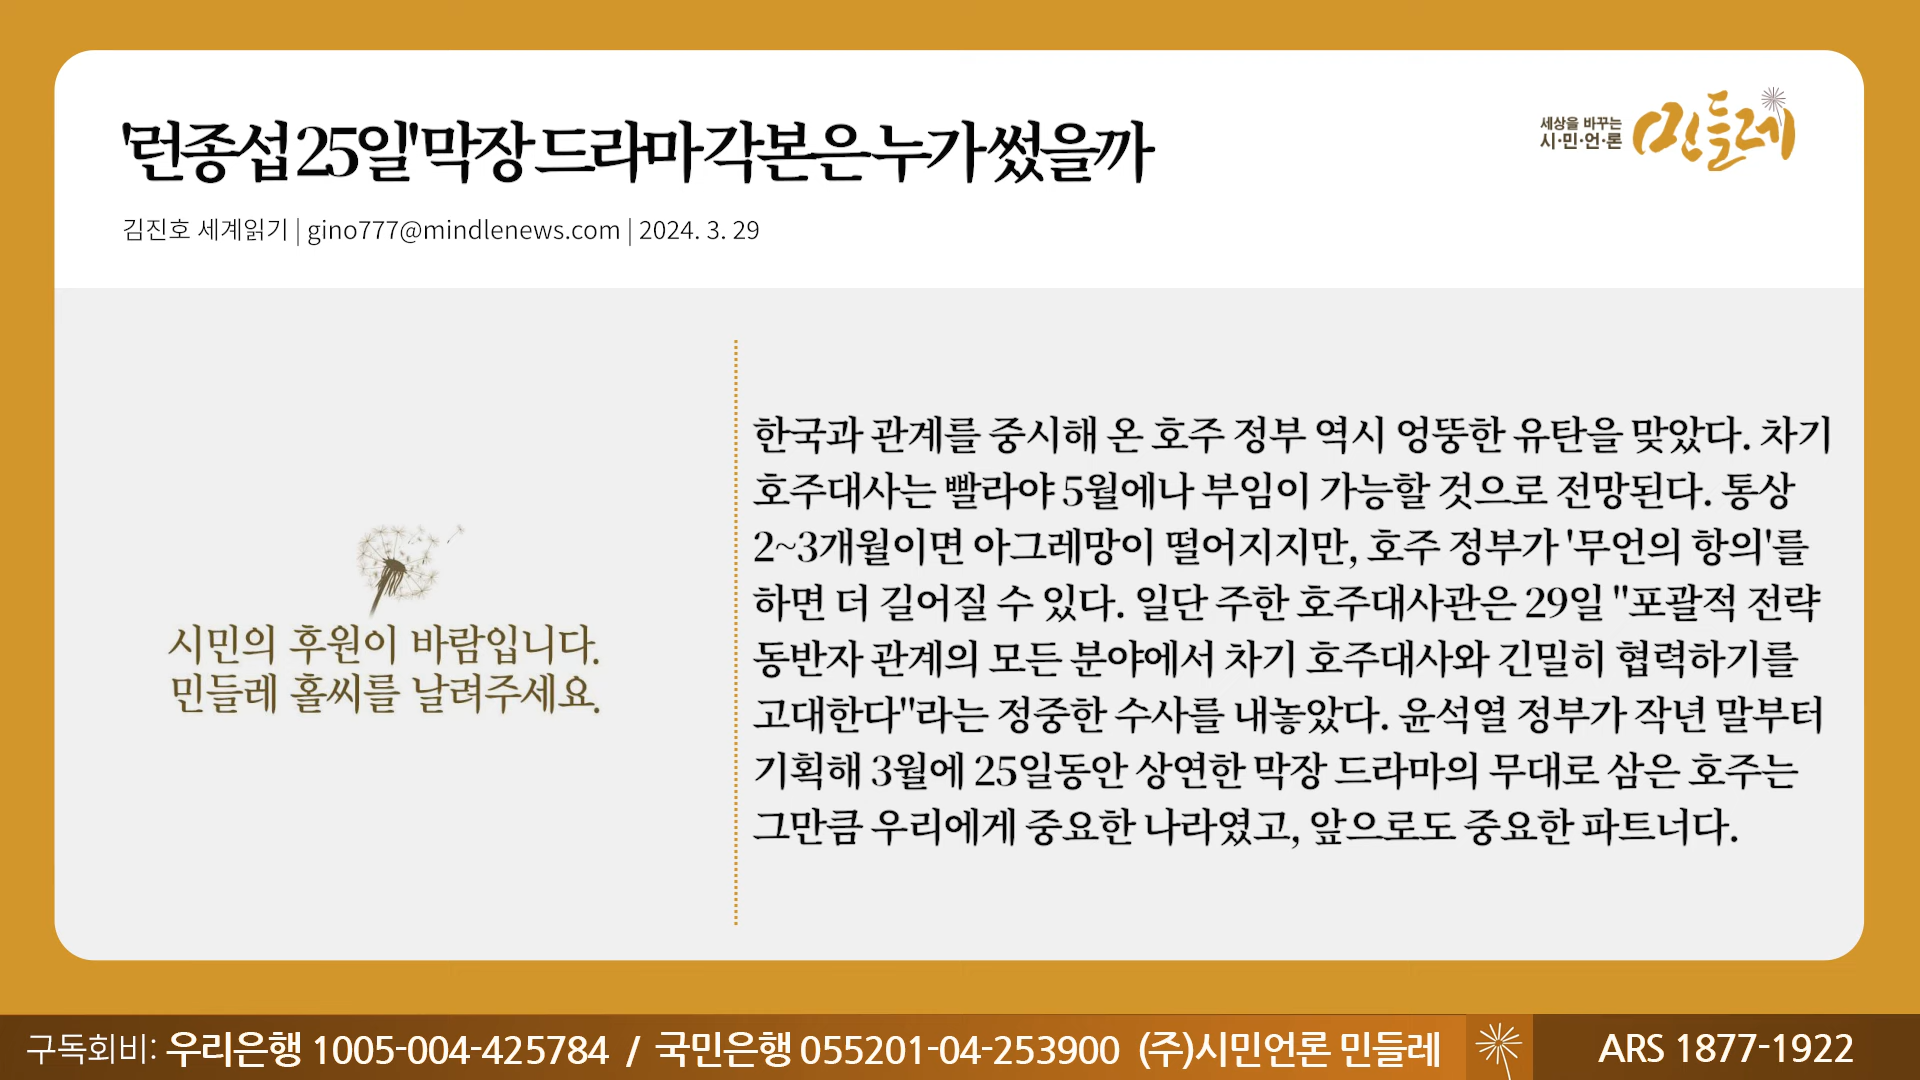 '런종섭 25일' 막장 드라마 각본은 누가 썼을까
세상을 바꾸는
시·민·언·론
민들레
김진호 세계읽기 | gino777@mindlenews.com | 2024. 3. 29
시민의 후원이 바람입니다.
민들레 홀씨를 날려주세요.
한국과 관계를 중시해 온 호주 정부 역시 엉뚱한 유탄을 맞았다. 차기
호주대사는 빨라야 5월에나 부임이 가능할 것으로 전망된다. 통상
2~3개월이면 아그레망이 떨어지지만, 호주 정부가 '무언의 항의'를
하면 더 길어질 수 있다. 일단 주한 호주대사관은 29일 "포괄적 전략
동반자 관계의 모든 분야에서 차기 호주대사와 긴밀히 협력하기를
고대한다"라는 정중한 수사를 내놓았다. 윤석열 정부가 작년 말부터
기획해 3월에 25일동안 상연한 막장 드라마의 무대로 삼은 호주는
그만큼 우리에게 중요한 나라였고, 앞으로도 중요한 파트너다.
구독회비: 우리은행 1005-004-425784 / 국민은행 055201-04-253900 (주)시민언론 민들레
ARS 1877-1922